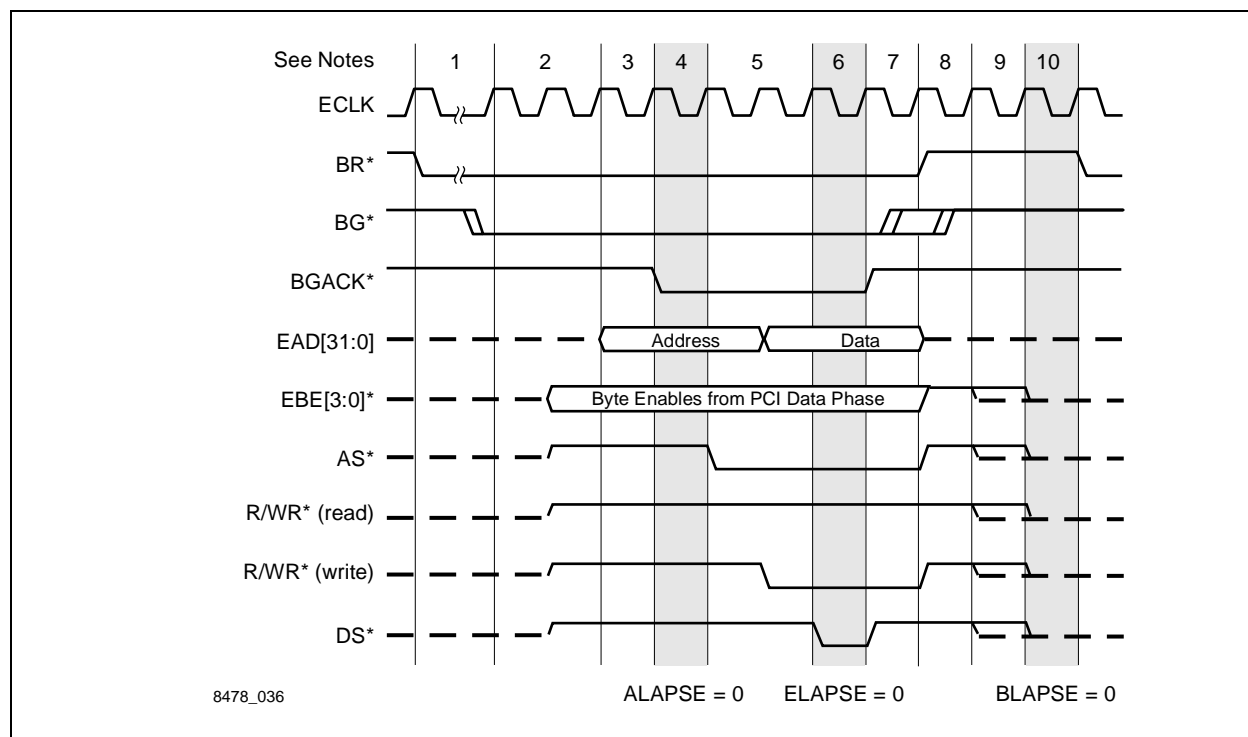 See Notes 1 2 3 4 5 6 7 8 9 10
ECLK
BR*
BG*
BGACK*
EAD[31:0] Address Data
EBE[3:0]* Byte Enables from PCI Data Phase
AS*
R/WR* (read)
R/WR* (write)
DS*
8478_036 ALAPSE = 0 ELAPSE = 0 BLAPSE = 0